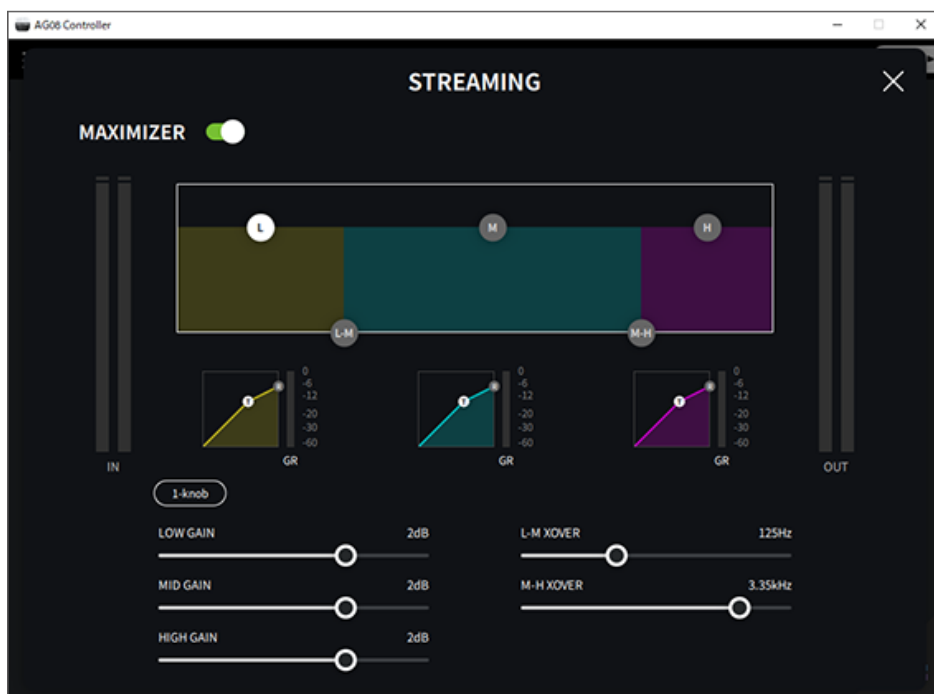 AG08 Controller
STREAMING
MAXIMIZER
L
M
H
L-M
M-H
T
R
0
-6
-12
-20
-30
-60
GR
T
R
0
-6
-12
-20
-30
-60
GR
T
R
0
-6
-12
-20
-30
-60
GR
IN
OUT
1-knob
LOW GAIN 2dB
L-M XOVER 125Hz
MID GAIN 2dB
M-H XOVER 3.35kHz
HIGH GAIN 2dB